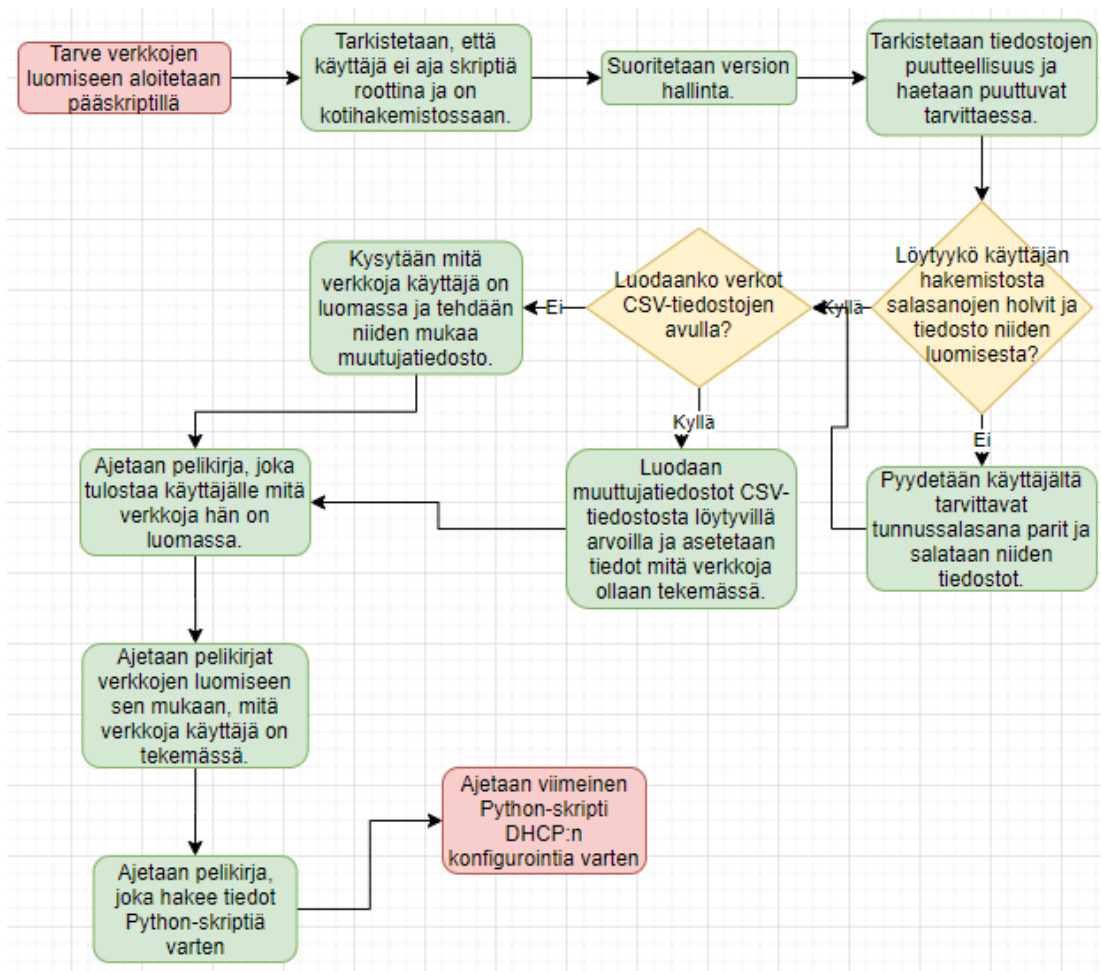 Tarve verkkojen
luomiseen aloitetaan
pääskriptillä
Tarkistetaan, että
käyttäjä ei aja skriptiä
roottina ja on
kotihakemistossaan.
Suoritetaan version
hallinta.
Tarkistetaan tiedostojen
puutteellisuus ja
haetaan puuttuvat
tarvittaessa.
Löytyykö käyttäjän
hakemistosta
salasanojen holvit ja
tiedosto niiden
luomisesta?
Kyllä
Ei
Pyydetään käyttäjältä
tarvittavat
tunnussalasana parit ja
salataan niiden
tiedostot.
Luodaanko verkot
CSV-tiedostojen
avulla?
Ei
Kyllä
Kysytään mitä
verkkoja käyttäjä on
luomassa ja tehdään
niiden mukaa
muutujatiedosto.
Luodaan
muuttujatiedostot CSV-
tiedostosta löytyvillä
arvoilla ja asetetaan
tiedot mitä verkkoja
ollaan tekemässä.
Ajetaan pelikirja, joka
tulostaa käyttäjälle mitä
verkkoja hän on
luomassa.
Ajetaan pelikirjat
verkkojen luomiseen
sen mukaan, mitä
verkkoja käyttäjä on
tekemässä.
Ajetaan pelikirja,
joka hakee tiedot
Python-skriptiä
varten
Ajetaan viimeinen
Python-skripti
DHCP:n
konfigurointia varten